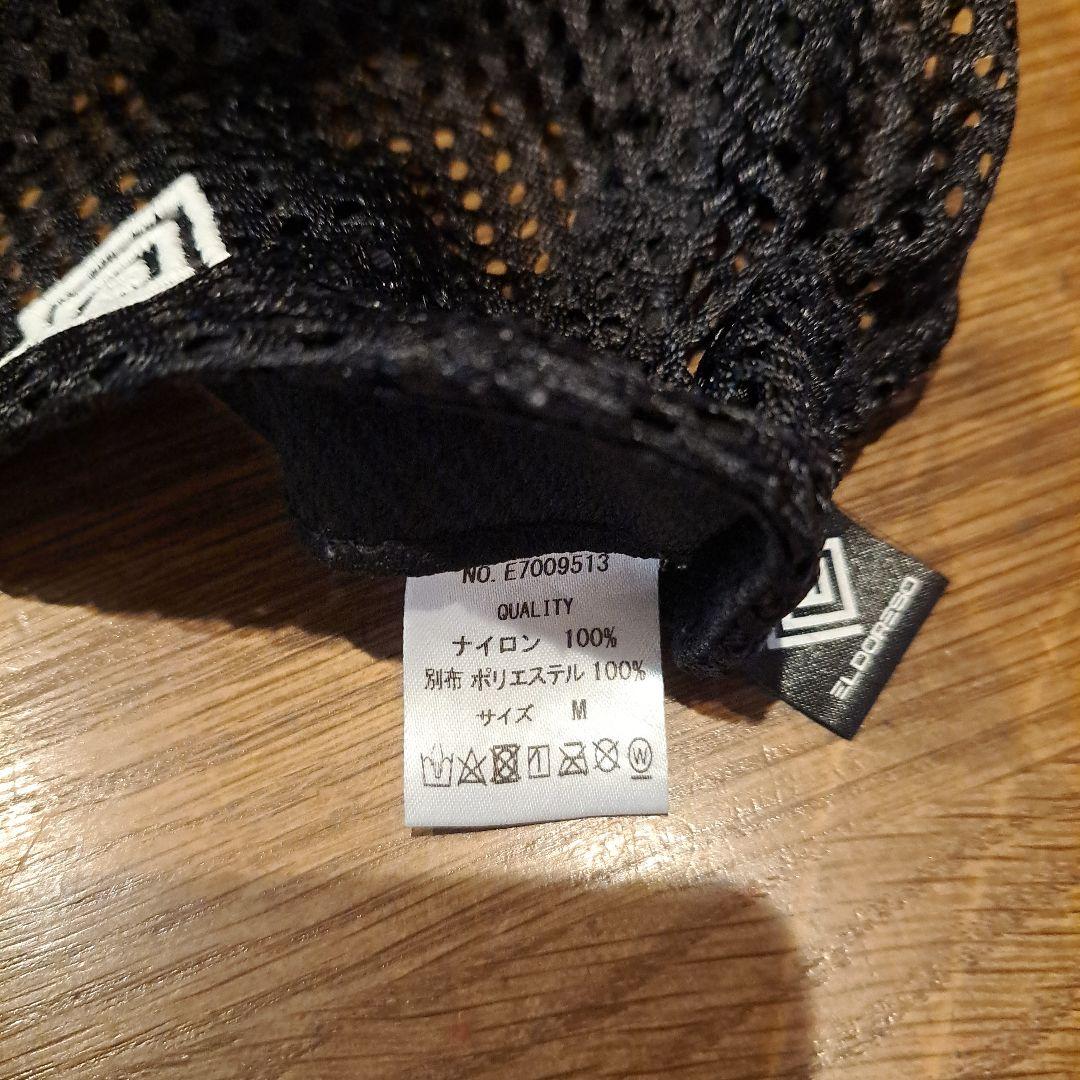 NO. E7009513
QUALITY
ナイロン 100%
別布 ポリエステル 100%
サイズ M
W
ELDORESO